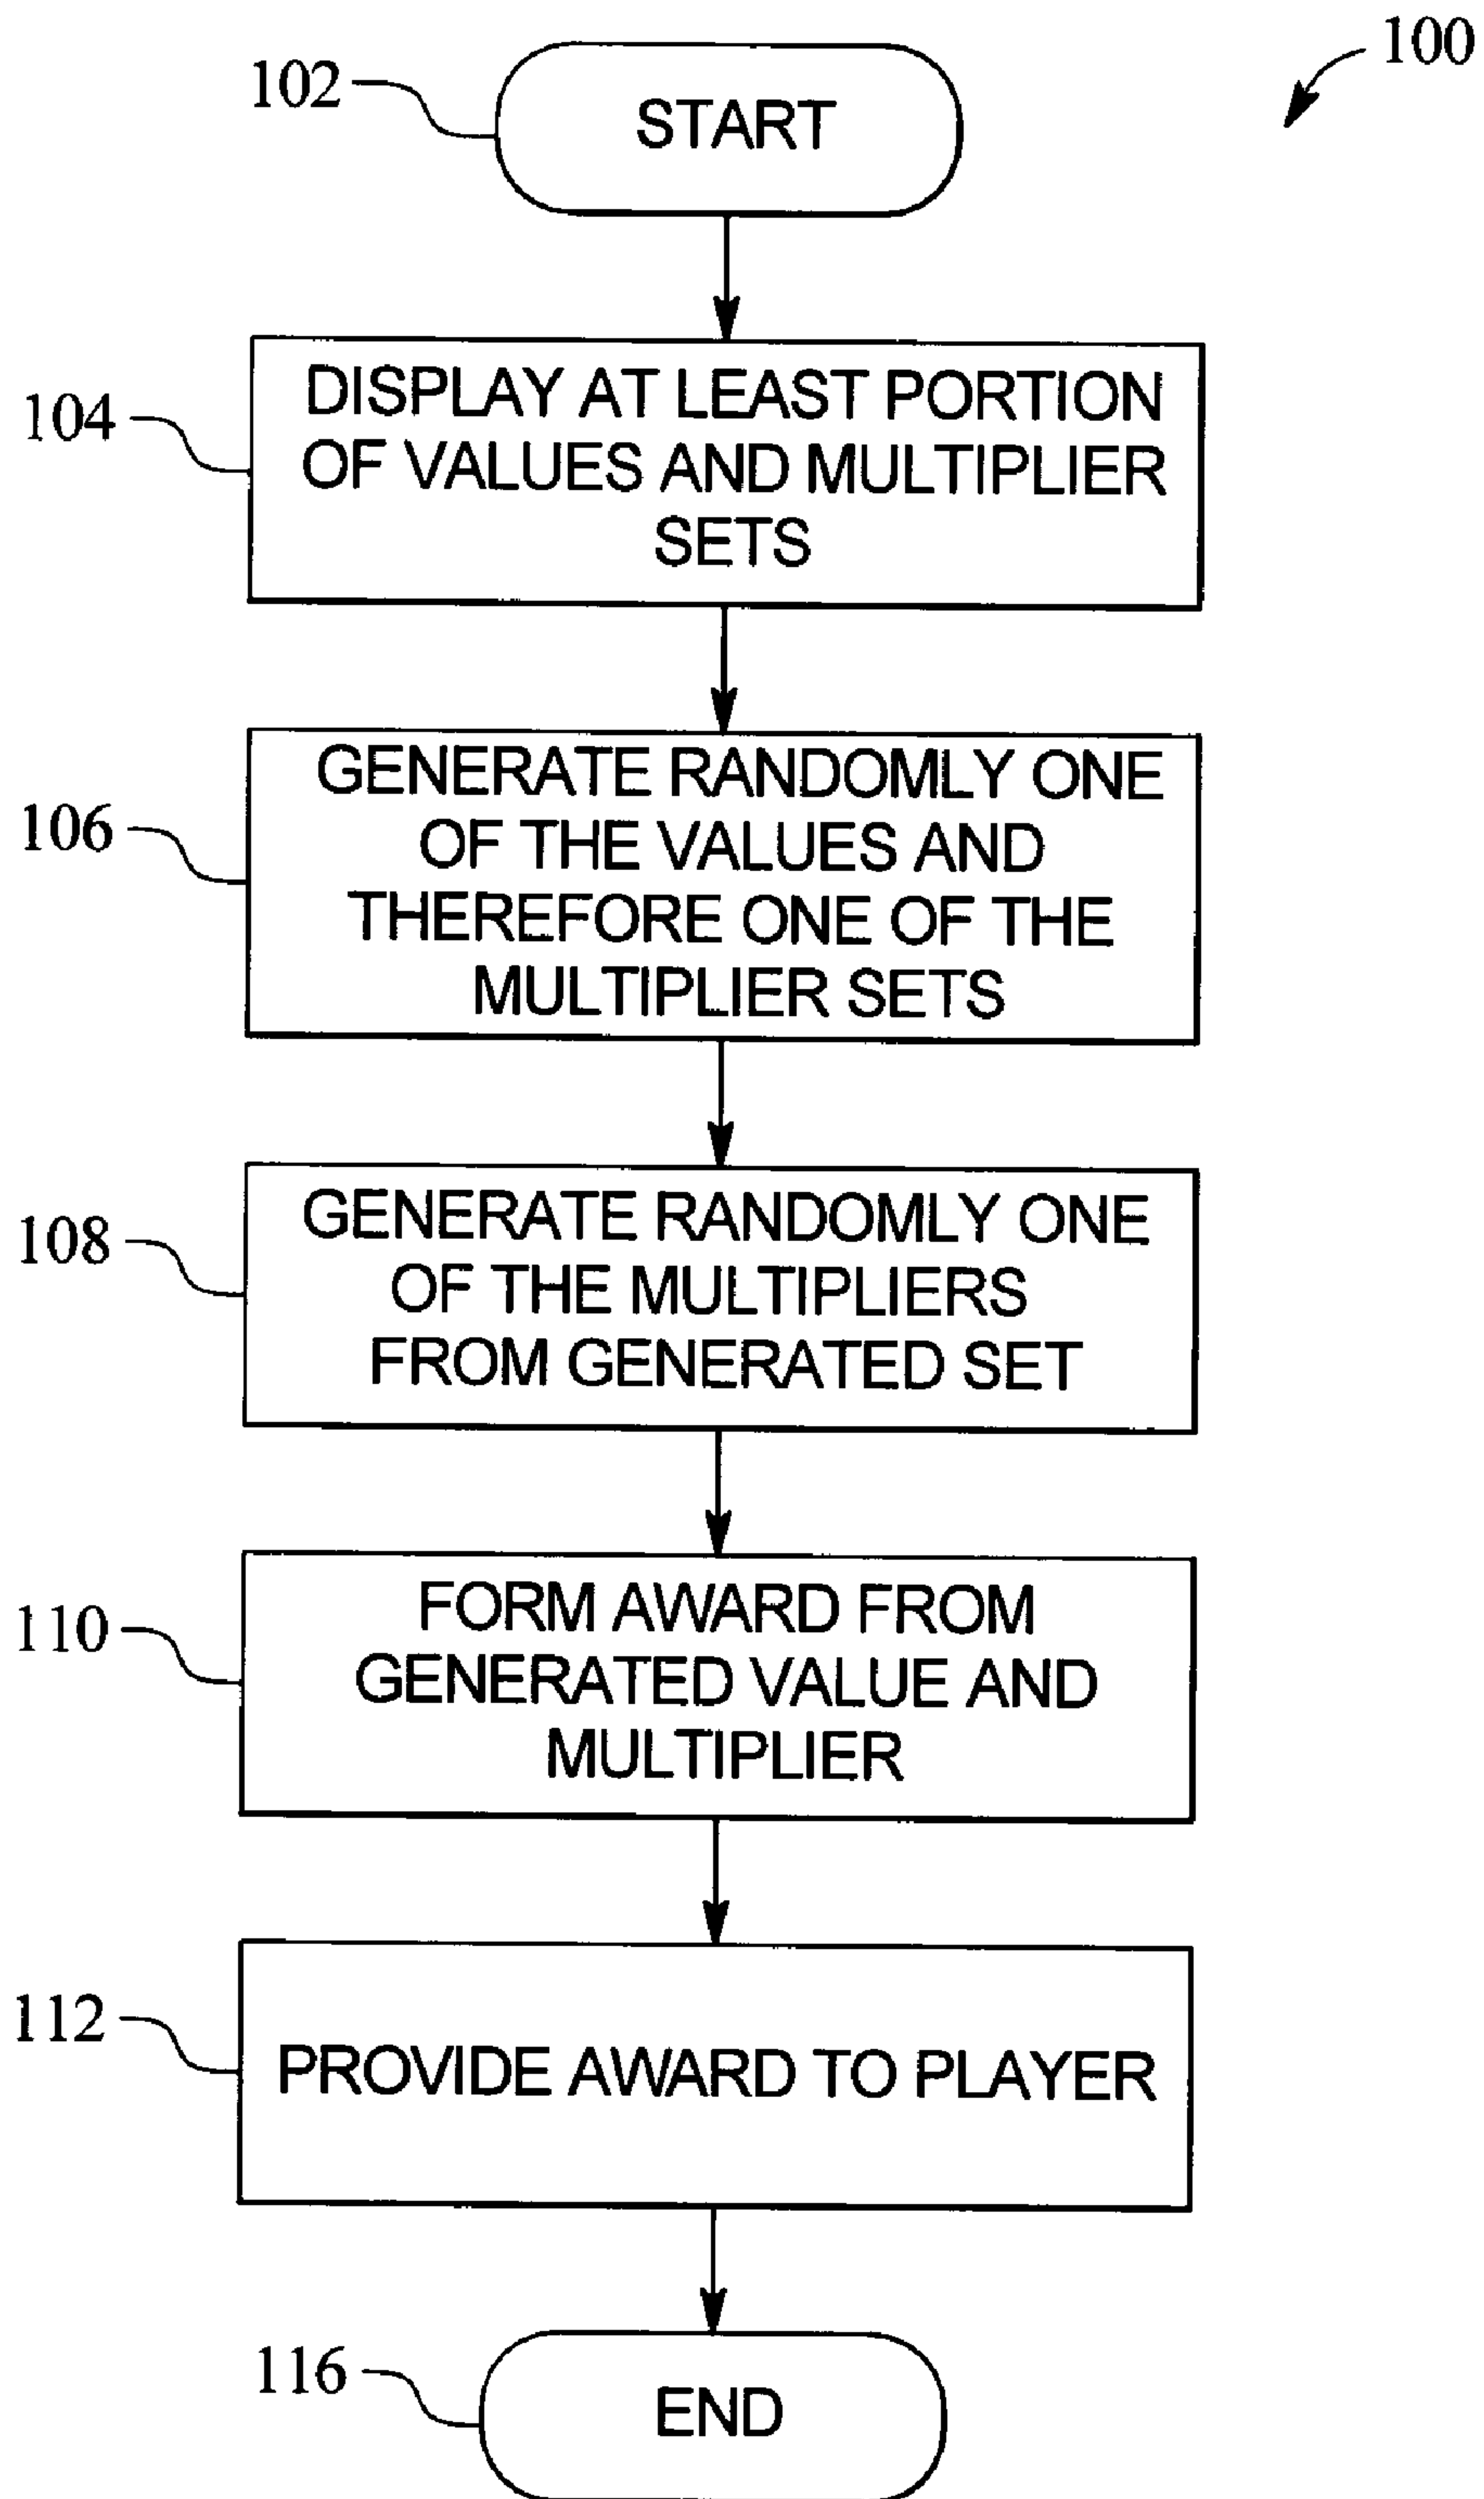 100
102
START
104
DISPLAY AT LEAST PORTION
OF VALUES AND MULTIPLIER
SETS
106
GENERATE RANDOMLY ONE
OF THE VALUES AND
THEREFORE ONE OF THE
MULTIPLIER SETS
108
GENERATE RANDOMLY ONE
OF THE MULTIPLIERS
FROM GENERATED SET
110
FORM AWARD FROM
GENERATED VALUE AND
MULTIPLIER
112
PROVIDE AWARD TO PLAYER
116
END